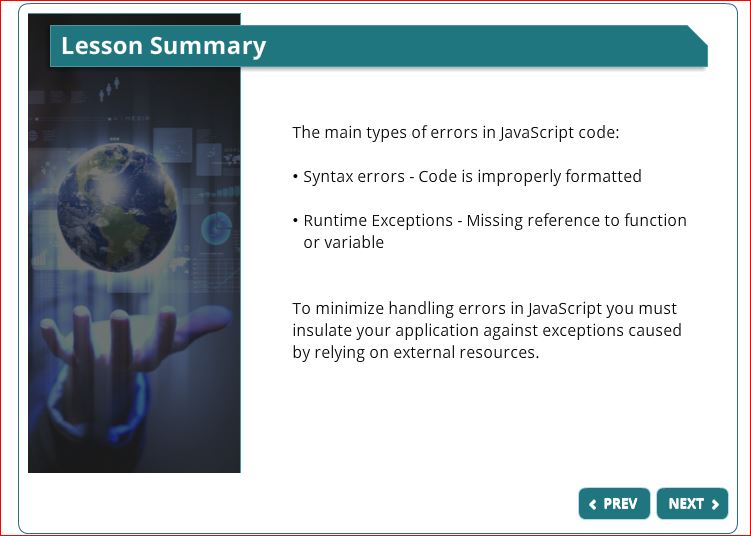 Lesson Summary
The main types of errors in JavaScript code:
• Syntax errors - Code is improperly formatted
• Runtime Exceptions - Missing reference to function
or variable
To minimize handling errors in JavaScript you must
insulate your application against exceptions caused
by relying on external resources.
PREV
NEXT